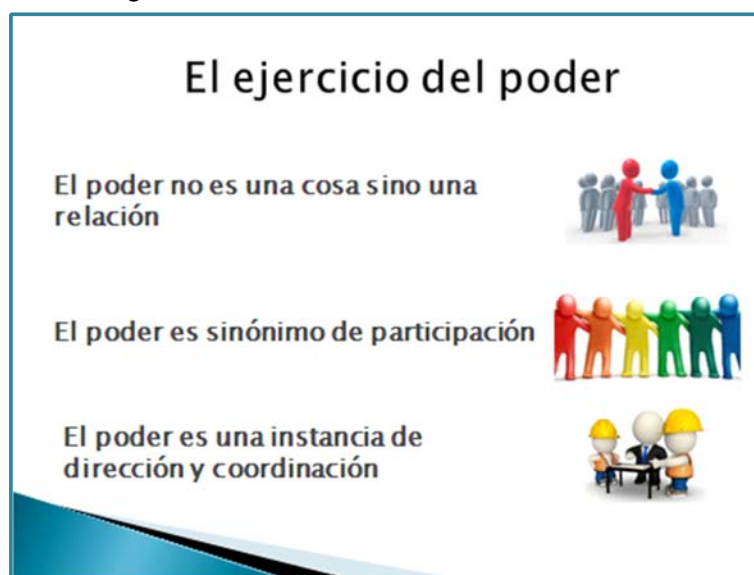 El ejercicio del poder
El poder no es una cosa sino una
relación
El poder es sinónimo de participación
El poder es una instancia de
dirección y coordinación